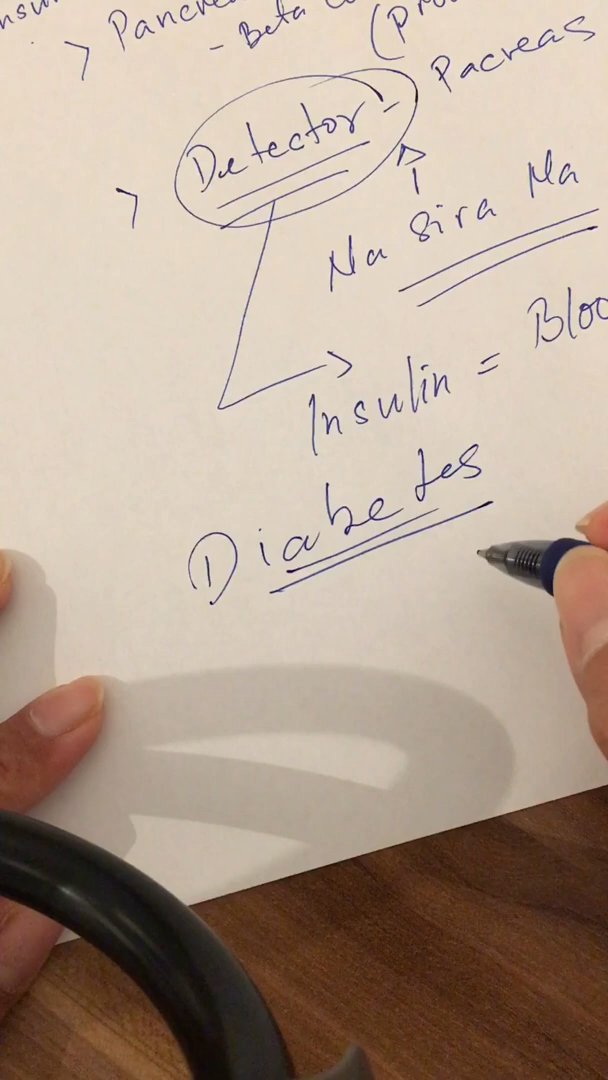 > Pancre
- Beta
> Detector - Pacreas
Na sira Na
Insulin = Bloo
Diabetes